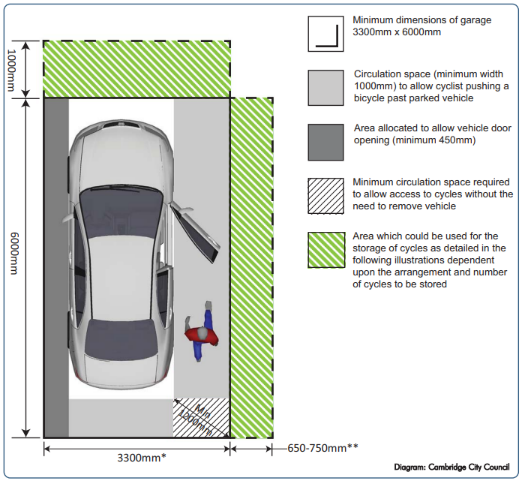 Minimum dimensions of garage
3300mm x 6000mm
1000mm
Circulation space (minimum width
1000mm) to allow cyclist pushing a
bicycle past parked vehicle
Area allocated to allow vehicle door
opening (minimum 450mm)
Minimum circulation space required
to allow access to cycles without the
need to remove vehicle
Area which could be used for the
storage of cycles as detailed in the
following illustrations dependent
upon the arrangement and number
of cycles to be stored
6000mm
Min
1200mm
3300mm*
650-750mm**
Diagram: Cambridge City Council